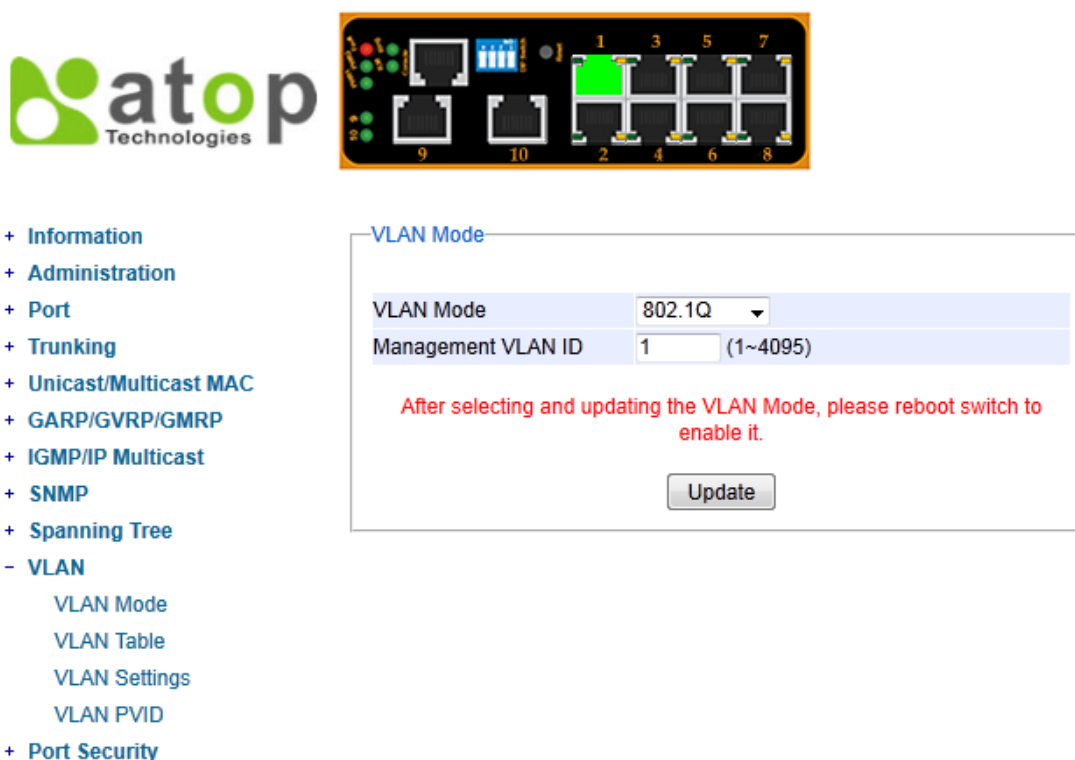 atop
Technologies
1 3 5 7
9 10 2 4 6 8
+ Information
+ Administration
+ Port
+ Trunking
+ Unicast/Multicast MAC
+ GARP/GVRP/GMRP
+ IGMP/IP Multicast
+ SNMP
+ Spanning Tree
- VLAN
VLAN Mode
VLAN Table
VLAN Settings
VLAN PVID
+ Port Security
VLAN Mode
VLAN Mode 802.1Q
Management VLAN ID 1 (1~4095)
After selecting and updating the VLAN Mode, please reboot switch to
enable it.
Update